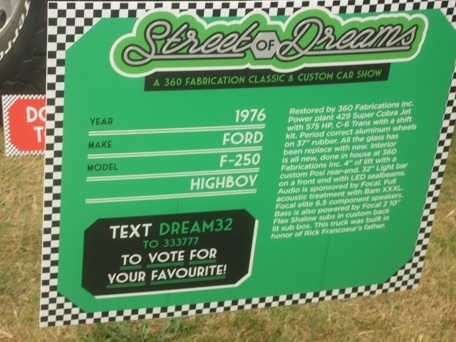 Street OF Dreams
A 360 FABRICATION CLASSIC & CUSTOM CAR SHOW
YEAR 1976
MAKE FORD
MODEL F-250
HIGHBOY
TEXT DREAM32
TO 333777
TO VOTE FOR
YOUR FAVOURITE!
Restored by 360 Fabrications Inc.
Power plant 429 Super Cobra Jet
with 575 HP, C-6 Trans with a shift
kit. Period correct aluminum wheels
on 37" rubber. All the glass has
been replace with new. Interior
is all new, done in house at 360
Fabrications Inc. 4" of lift with a
custom Posi rear-end. 32" Light bar
on a front end with LED sealbeams.
Audio is sponsored by Focal. Full
acoustic treatment with Bam XXXL.
Focal elite 6.5 component speakers.
Bass is also powered by Focal 2 10"
Flax Shalow subs in custom back
lit sub box. This truck was built in
honor of Rick Francoeur's father.
DO
T